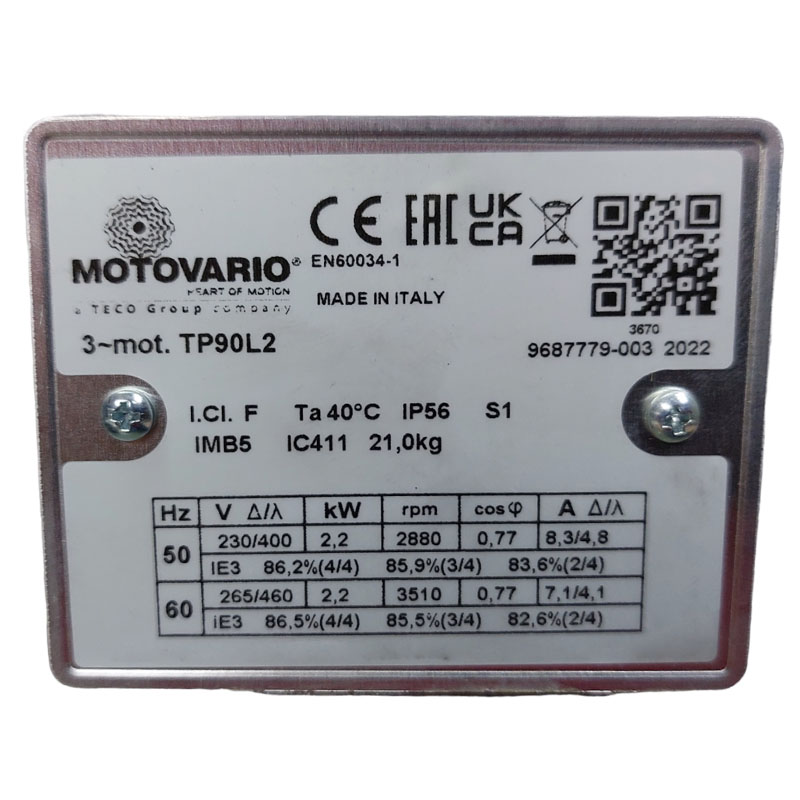 MOTOVARIO®
HEART OF MOTION
a TECO Group company
CE EAC UK CA
EN60034-1
MADE IN ITALY
3~mot. TP90L2
3670
9687779-003 2022
I.Cl. F Ta 40°C IP56 S1
IMB5 IC411 21,0kg
Hz V Δ/⅄ kW rpm cosφ A Δ/⅄
50 230/400 2,2 2880 0,77 8,3/4,8
IE3 86,2%(4/4) 85,9%(3/4) 83,6%(2/4)
60 265/460 2,2 3510 0,77 7,1/4,1
iE3 86,5%(4/4) 85,5%(3/4) 82,6%(2/4)